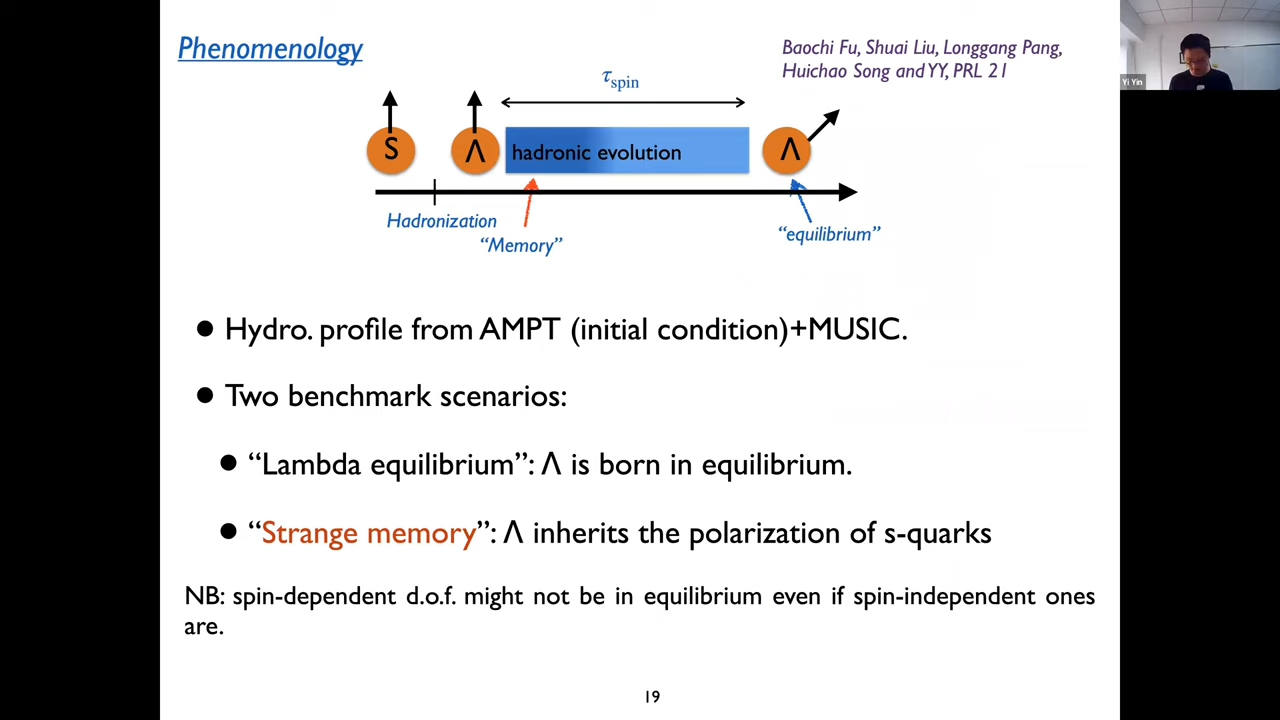 Phenomenology
Baochi Fu, Shuai Liu, Longgang Pang,
Huichao Song and YY, PRL 21
τspin
S
Λ
hadronic evolution
Λ
Hadronization
“Memory”
“equilibrium”
● Hydro. profile from AMPT (initial condition)+MUSIC.
● Two benchmark scenarios:
● “Lambda equilibrium”: Λ is born in equilibrium.
● “Strange memory”: Λ inherits the polarization of s-quarks
NB: spin-dependent d.o.f. might not be in equilibrium even if spin-independent ones
are.
19
Yi Yin